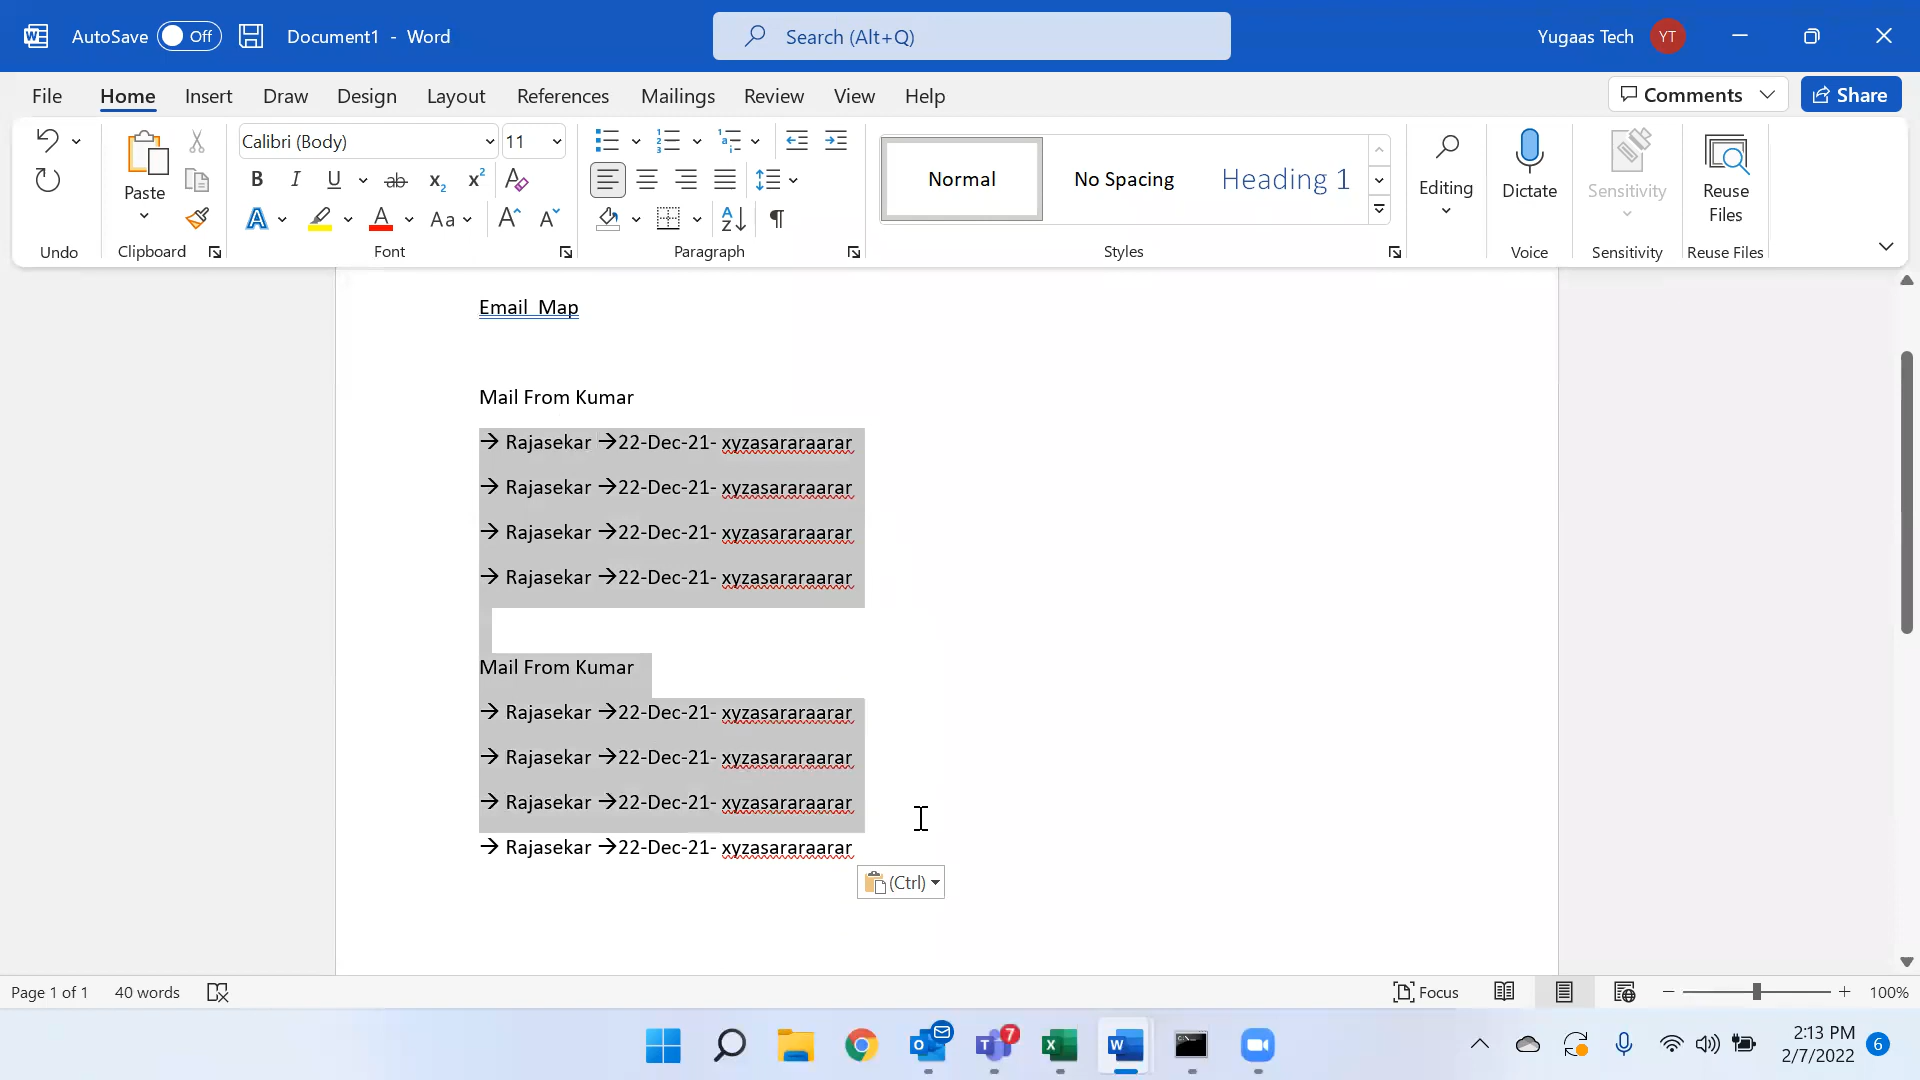 AutoSave Off Document1 - Word Search (Alt+Q) Yugaas Tech YT
File Home Insert Draw Design Layout References Mailings Review View Help Comments Share
Calibri (Body) 11
Paste
Normal No Spacing Heading 1
Editing Dictate Sensitivity Reuse Files
Undo Clipboard Font Paragraph Styles Voice Sensitivity Reuse Files
Email Map
Mail From Kumar
→ Rajasekar →22-Dec-21- xyzasararaarar
→ Rajasekar →22-Dec-21- xyzasararaarar
→ Rajasekar →22-Dec-21- xyzasararaarar
→ Rajasekar →22-Dec-21- xyzasararaarar
Mail From Kumar
→ Rajasekar →22-Dec-21- xyzasararaarar
→ Rajasekar →22-Dec-21- xyzasararaarar
→ Rajasekar →22-Dec-21- xyzasararaarar
→ Rajasekar →22-Dec-21- xyzasararaarar
(Ctrl)
Page 1 of 1 40 words Focus 100%
7 2:13 PM
2/7/2022 6